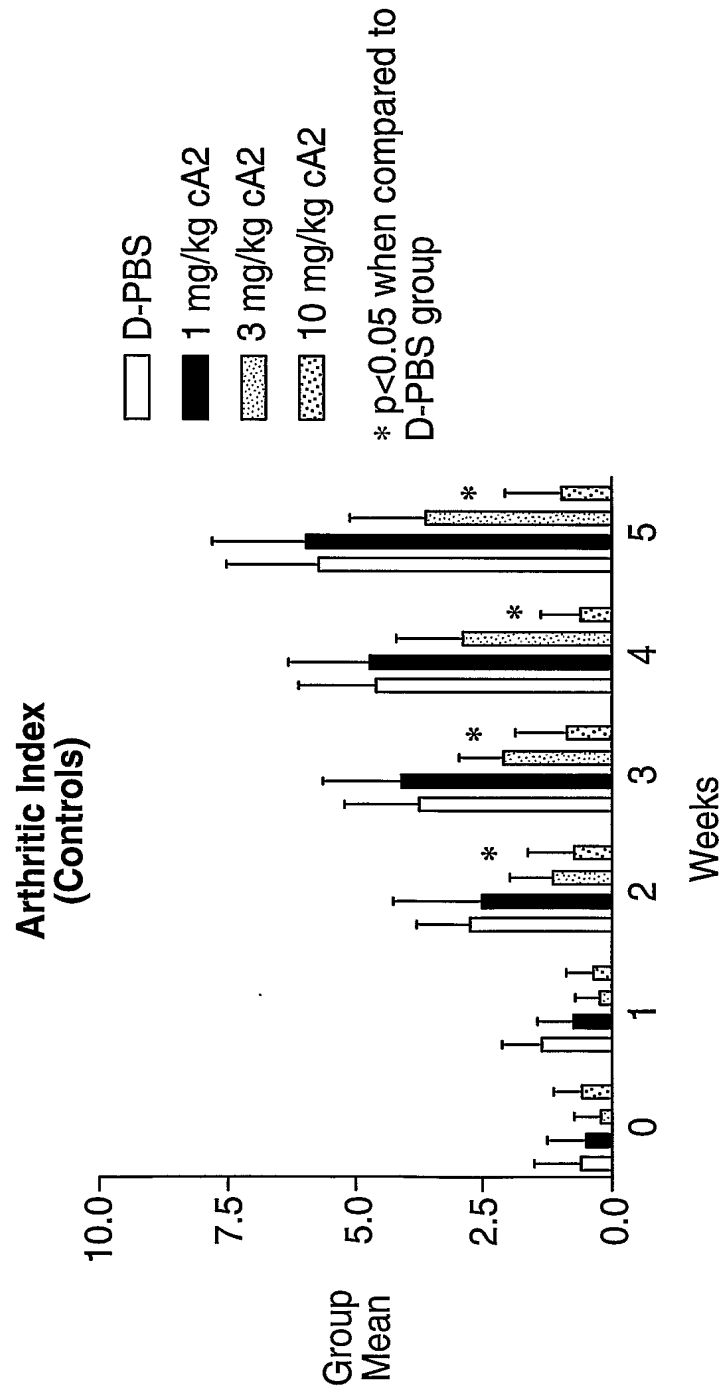 Arthritic Index
(Controls)
Group
Mean
10.0
7.5
5.0
2.5
0.0
*
*
*
*
0
1
2
3
4
5
Weeks
D-PBS
1 mg/kg cA2
3 mg/kg cA2
10 mg/kg cA2
* p<0.05 when compared to
D-PBS group